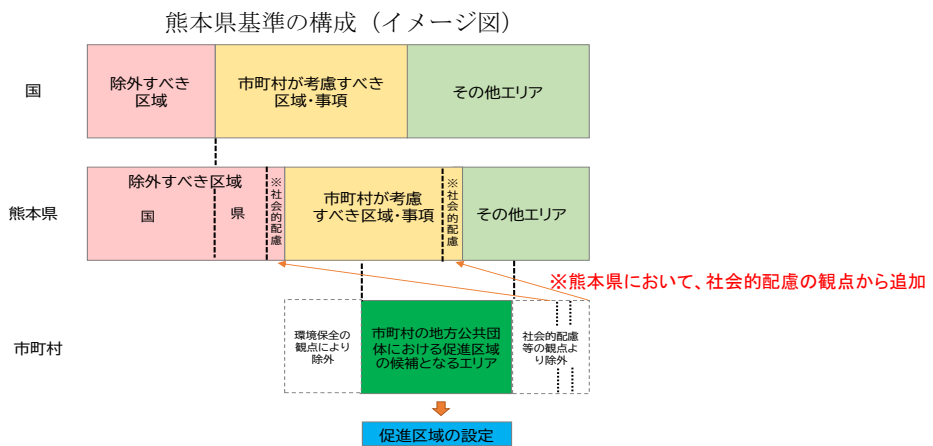 熊本県基準の構成（イメージ図）
国
除外すべき
区域
市町村が考慮すべき
区域・事項
その他エリア
熊本県
除外すべき区域
国
県
※社会的配慮
市町村が考慮
すべき区域・事項
※社会的配慮
その他エリア
※熊本県において、社会的配慮の観点から追加
市町村
環境保全の
観点により
除外
市町村の地方公共団
体における促進区域
の候補となるエリア
社会的配慮
等の観点よ
り除外
促進区域の設定